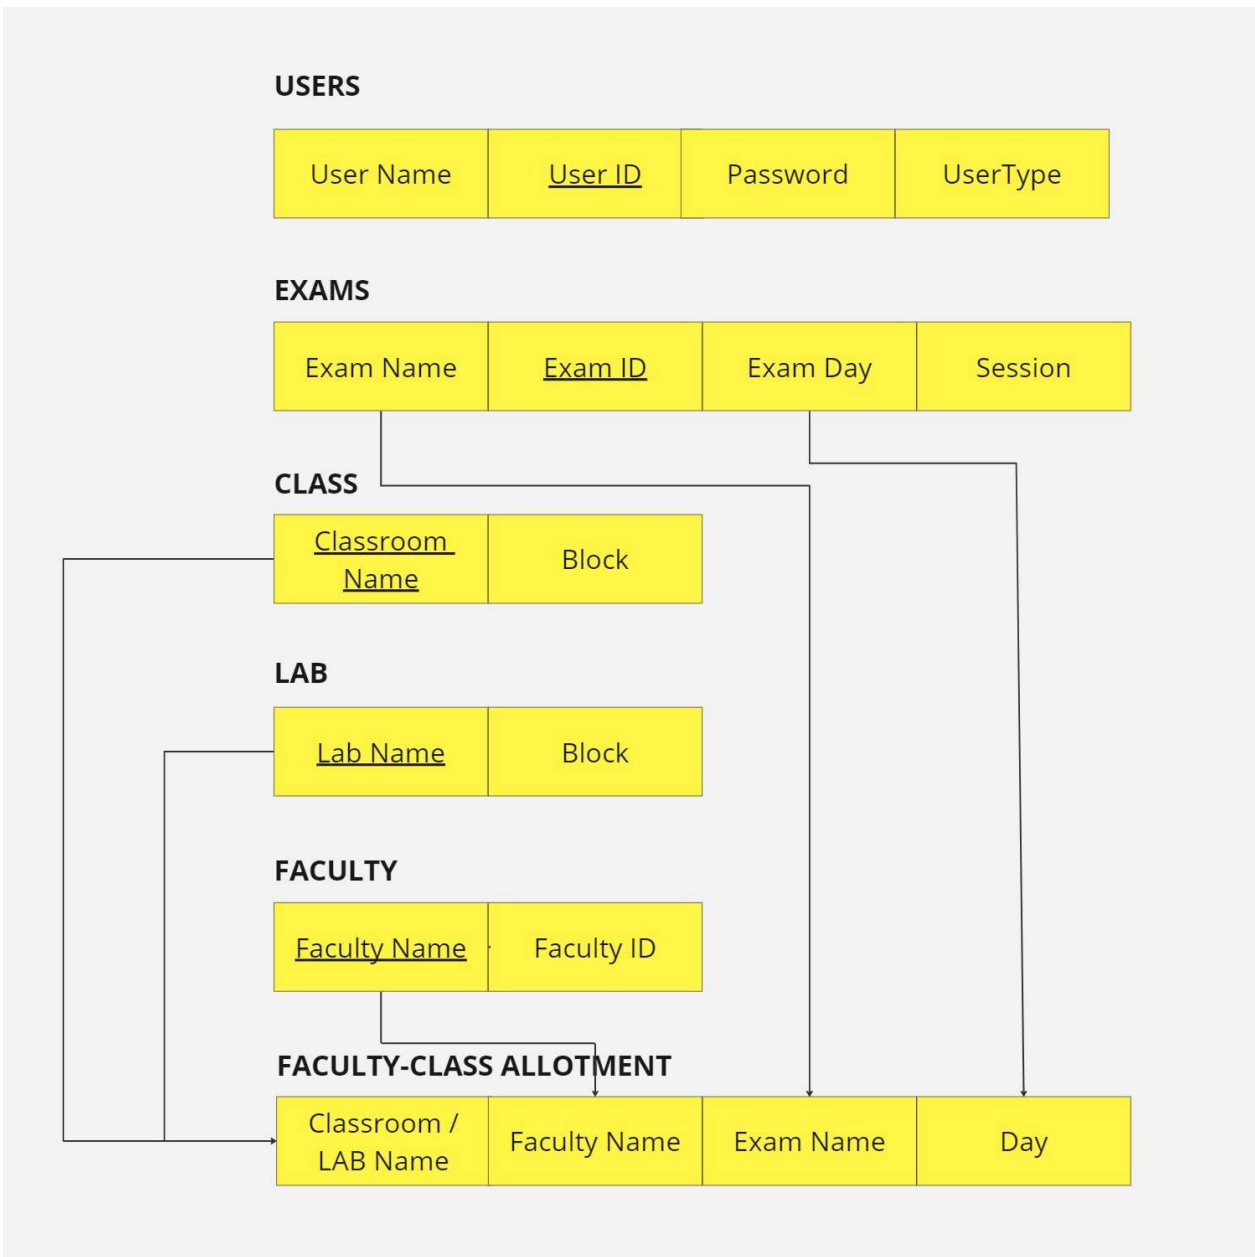 USERS
User Name User ID Password UserType
EXAMS
Exam Name Exam ID Exam Day Session
CLASS
Classroom
Name
Block
LAB
Lab Name Block
FACULTY
Faculty Name Faculty ID
FACULTY-CLASS ALLOTMENT
Classroom /
LAB Name
Faculty Name Exam Name Day